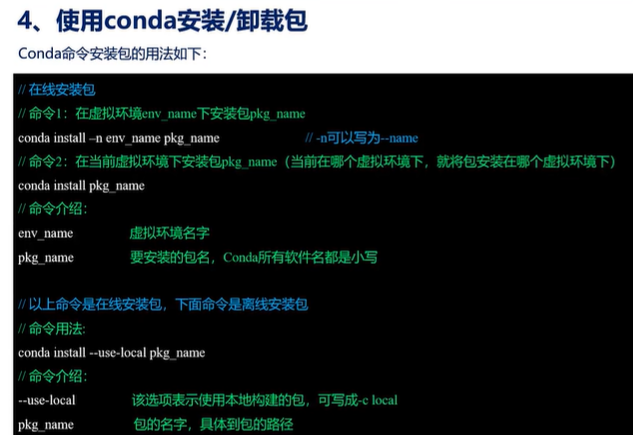 4、使用conda安装/卸载包
Conda命令安装包的用法如下：
// 在线安装包
// 命令1：在虚拟环境env_name下安装包pkg_name
conda install –n env_name pkg_name // -n可以写为--name
// 命令2：在当前虚拟环境下安装包pkg_name（当前在哪个虚拟环境下，就将包安装在哪个虚拟环境下）
conda install pkg_name
// 命令介绍：
env_name 虚拟环境名字
pkg_name 要安装的包名，Conda所有软件名都是小写
// 以上命令是在线安装包，下面命令是离线安装包
// 命令用法:
conda install --use-local pkg_name
// 命令介绍：
--use-local 该选项表示使用本地构建的包，可写成-c local
pkg_name 包的名字，具体到包的路径